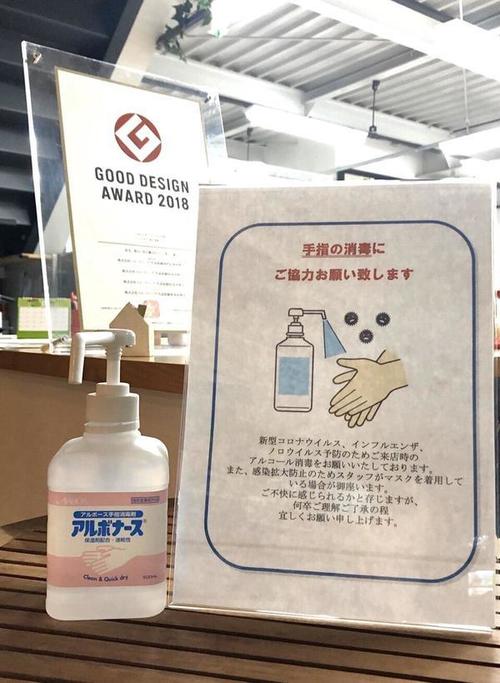 GOOD DESIGN
AWARD 2018
手指の消毒に
ご協力お願い致します
新型コロナウイルス、インフルエンザ、
ノロウイルス予防のためご来店時の
アルコール消毒をお願いいたしております。
また、感染拡大防止のためスタッフがマスクを着用して
いる場合が御座います。
ご不快に感じられるかと存じますが、
何卒ご理解ご了承の程
宜しくお願い申し上げます。
アルボース手指消毒剤
アルボナース®
保湿剤配合・速乾性
Clean & Quick dry